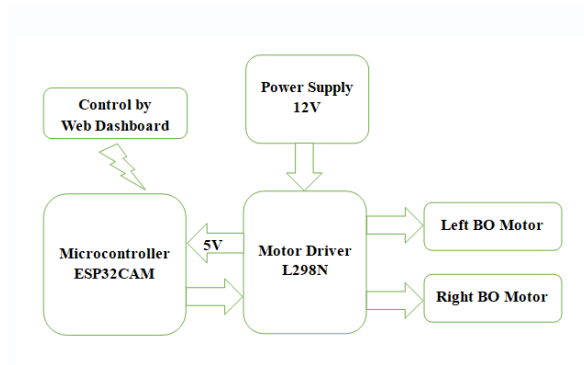 Control by
Web Dashboard
Power Supply
12V
Microcontroller
ESP32CAM
5V
Motor Driver
L298N
Left BO Motor
Right BO Motor